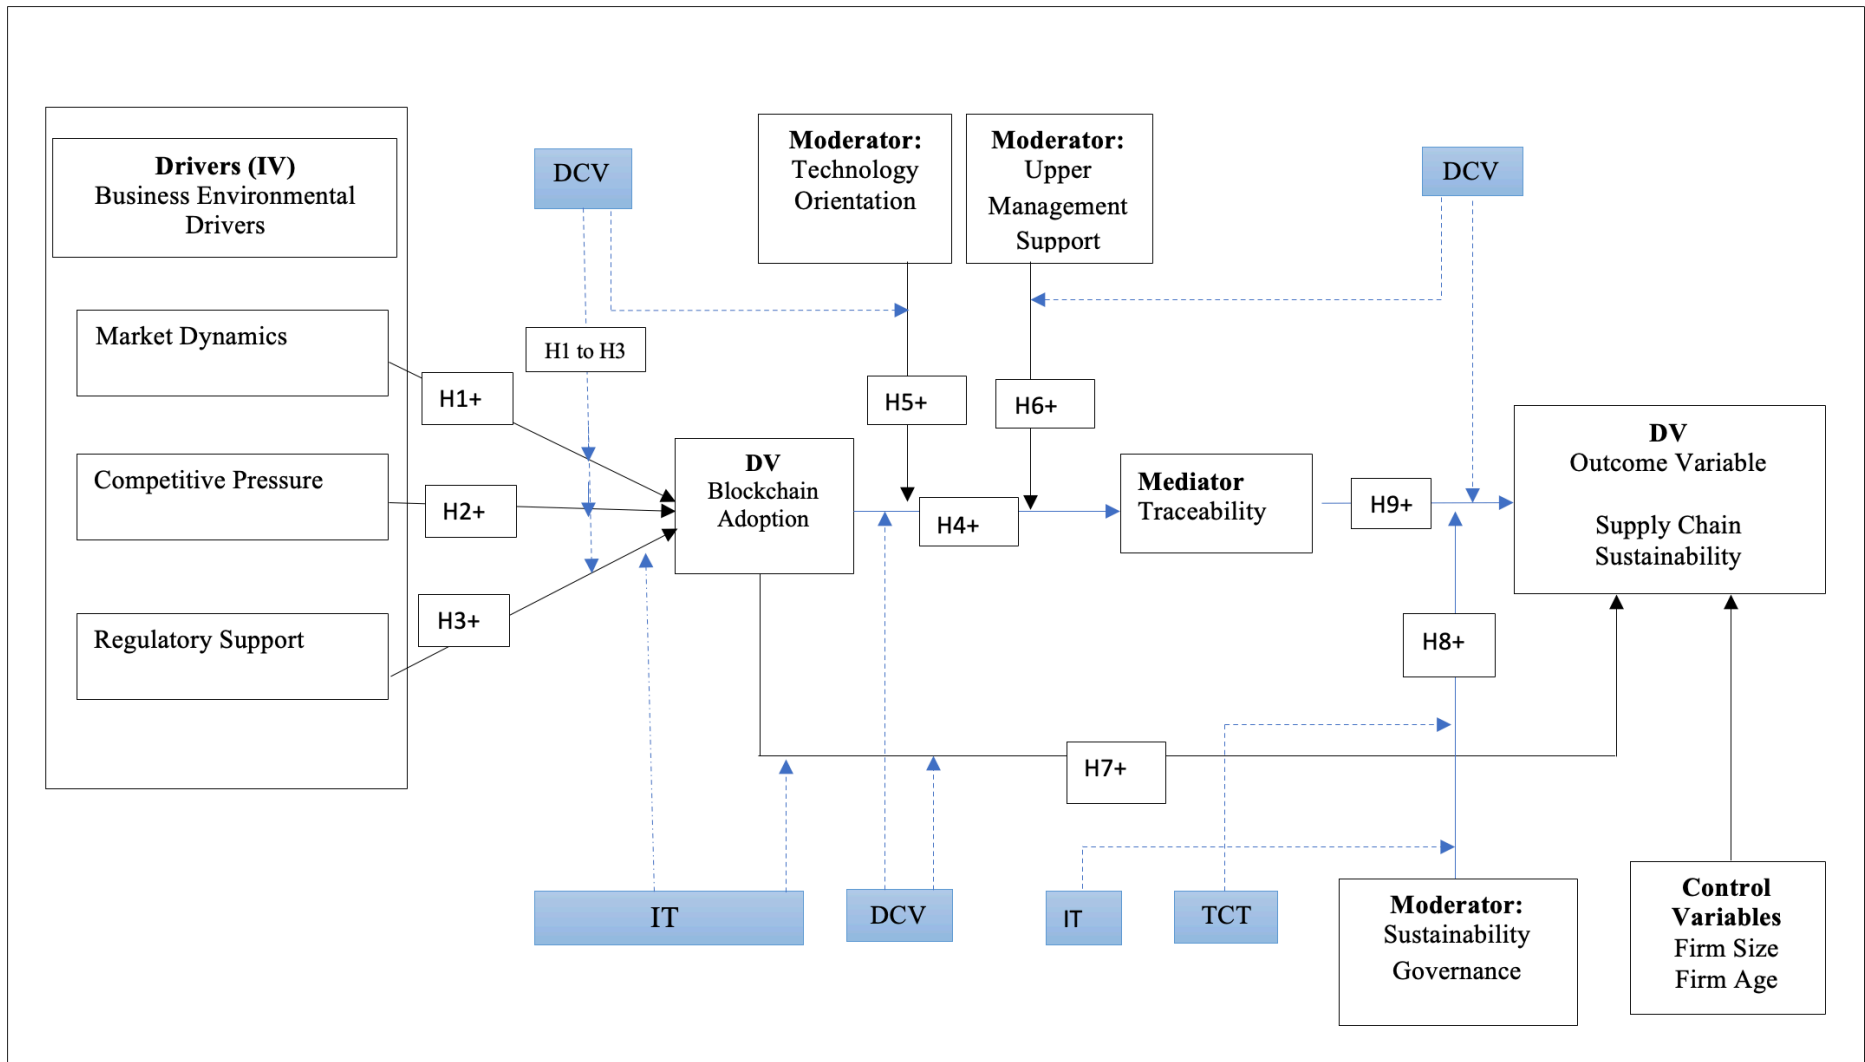 Drivers (IV)
Business Environmental
Drivers
Market Dynamics
Competitive Pressure
Regulatory Support
H1+
H2+
H3+
DCV
H1 to H3
DV
Blockchain
Adoption
Moderator:
Technology
Orientation
Moderator:
Upper
Management
Support
H5+
H6+
H4+
Mediator
Traceability
DCV
H9+
DV
Outcome Variable
Supply Chain
Sustainability
H8+
H7+
IT
DCV
IT
TCT
Moderator:
Sustainability
Governance
Control
Variables
Firm Size
Firm Age